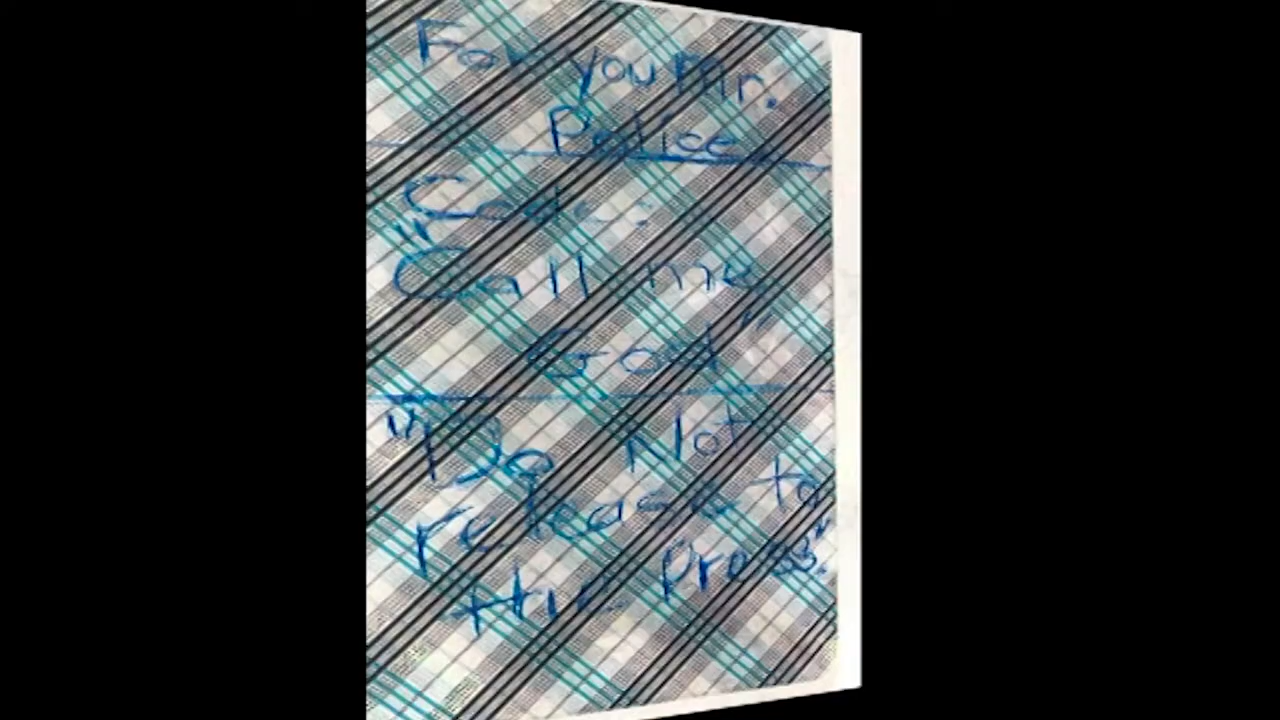 For you Mr.
Police
Code:
"Call me
God"
"Do Not
release to
the press."